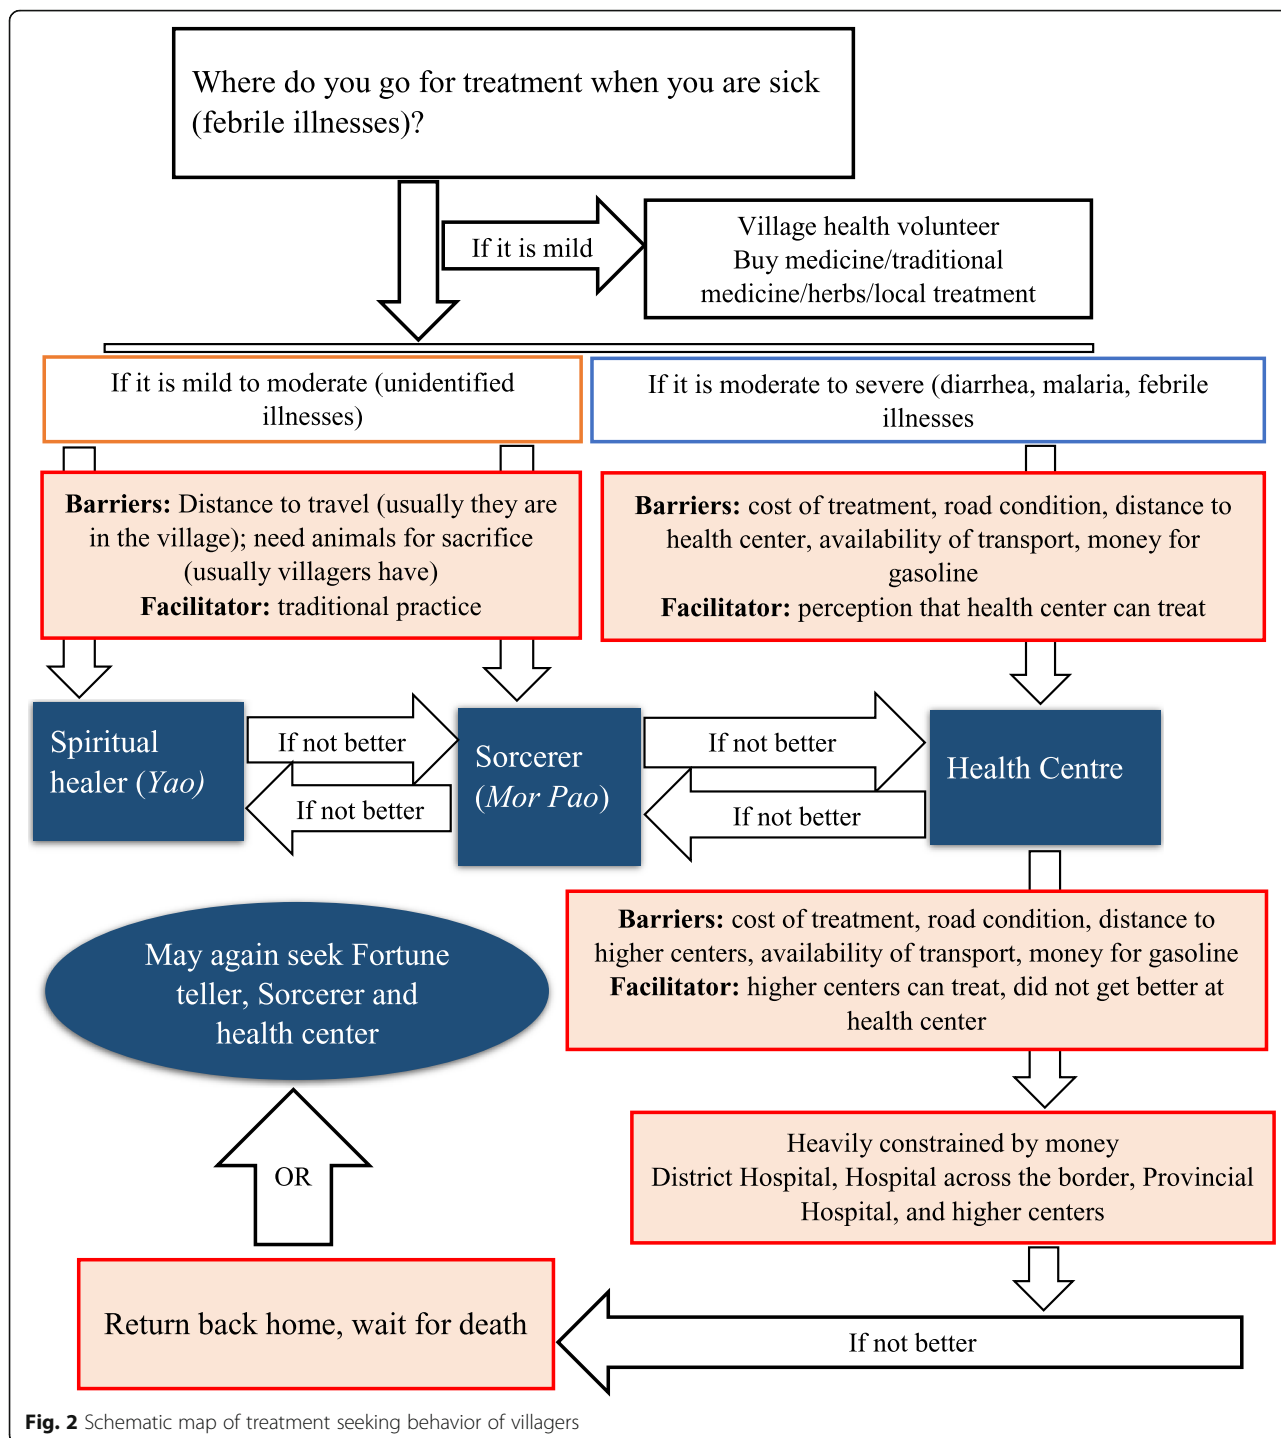 Where do you go for treatment when you are sick
(febrile illnesses)?
If it is mild
Village health volunteer
Buy medicine/traditional
medicine/herbs/local treatment
If it is mild to moderate (unidentified
illnesses)
If it is moderate to severe (diarrhea, malaria, febrile
illnesses
Barriers: Distance to travel (usually they are
in the village); need animals for sacrifice
(usually villagers have)
Facilitator: traditional practice
Barriers: cost of treatment, road condition, distance to
health center, availability of transport, money for
gasoline
Facilitator: perception that health center can treat
Spiritual
healer (Yao)
If not better
If not better
Sorcerer
(Mor Pao)
If not better
If not better
Health Centre
Barriers: cost of treatment, road condition, distance to
higher centers, availability of transport, money for gasoline
Facilitator: higher centers can treat, did not get better at
health center
May again seek Fortune
teller, Sorcerer and
health center
Heavily constrained by money
District Hospital, Hospital across the border, Provincial
Hospital, and higher centers
OR
Return back home, wait for death
If not better
Fig. 2 Schematic map of treatment seeking behavior of villagers